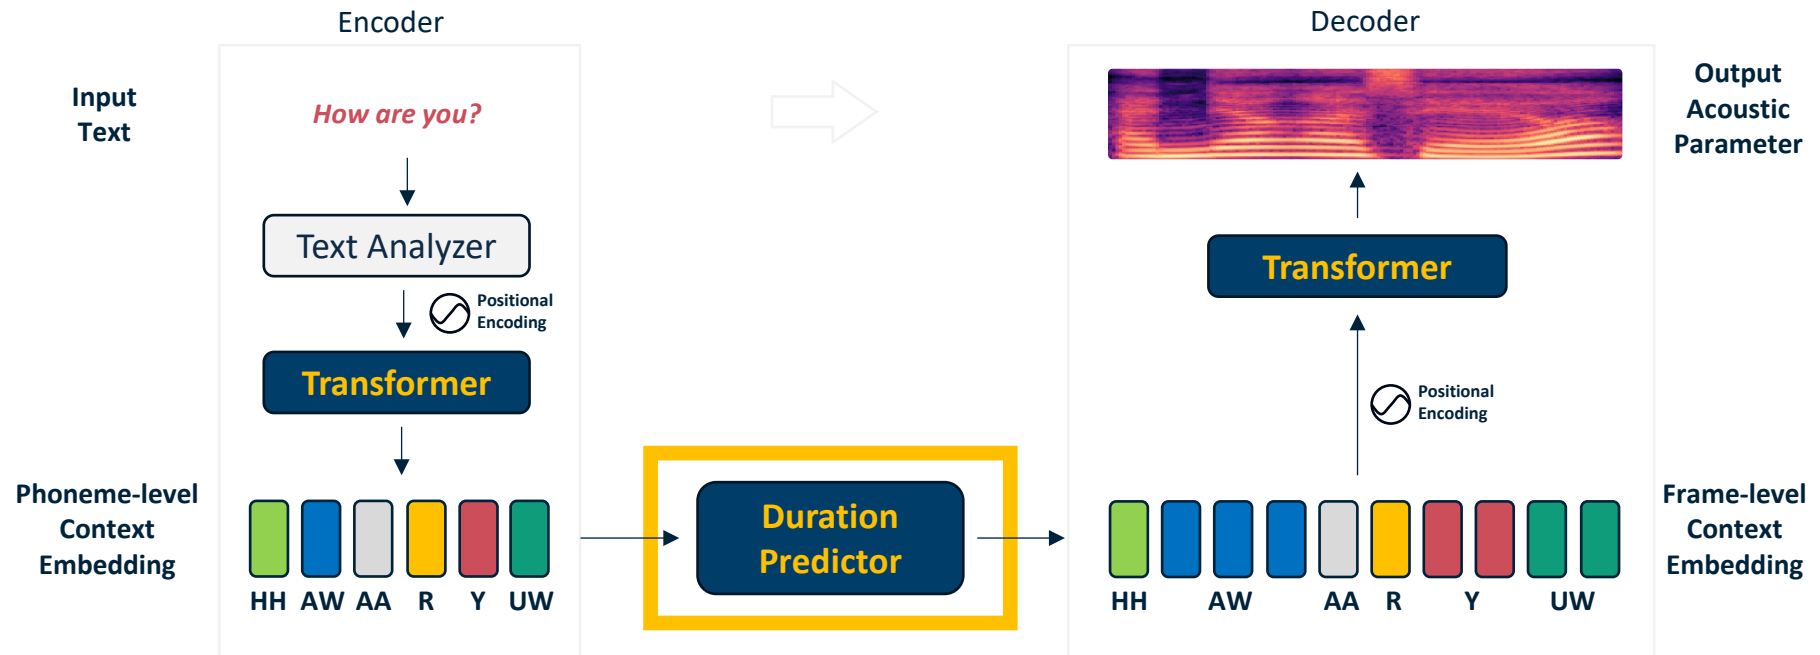 Encoder
Input
Text
How are you?
Text Analyzer
Positional
Encoding
Transformer
Phoneme-level
Context
Embedding
HH AW AA R Y UW
Duration
Predictor
Decoder
Output
Acoustic
Parameter
Transformer
Positional
Encoding
Frame-level
Context
Embedding
HH AW AA R Y UW